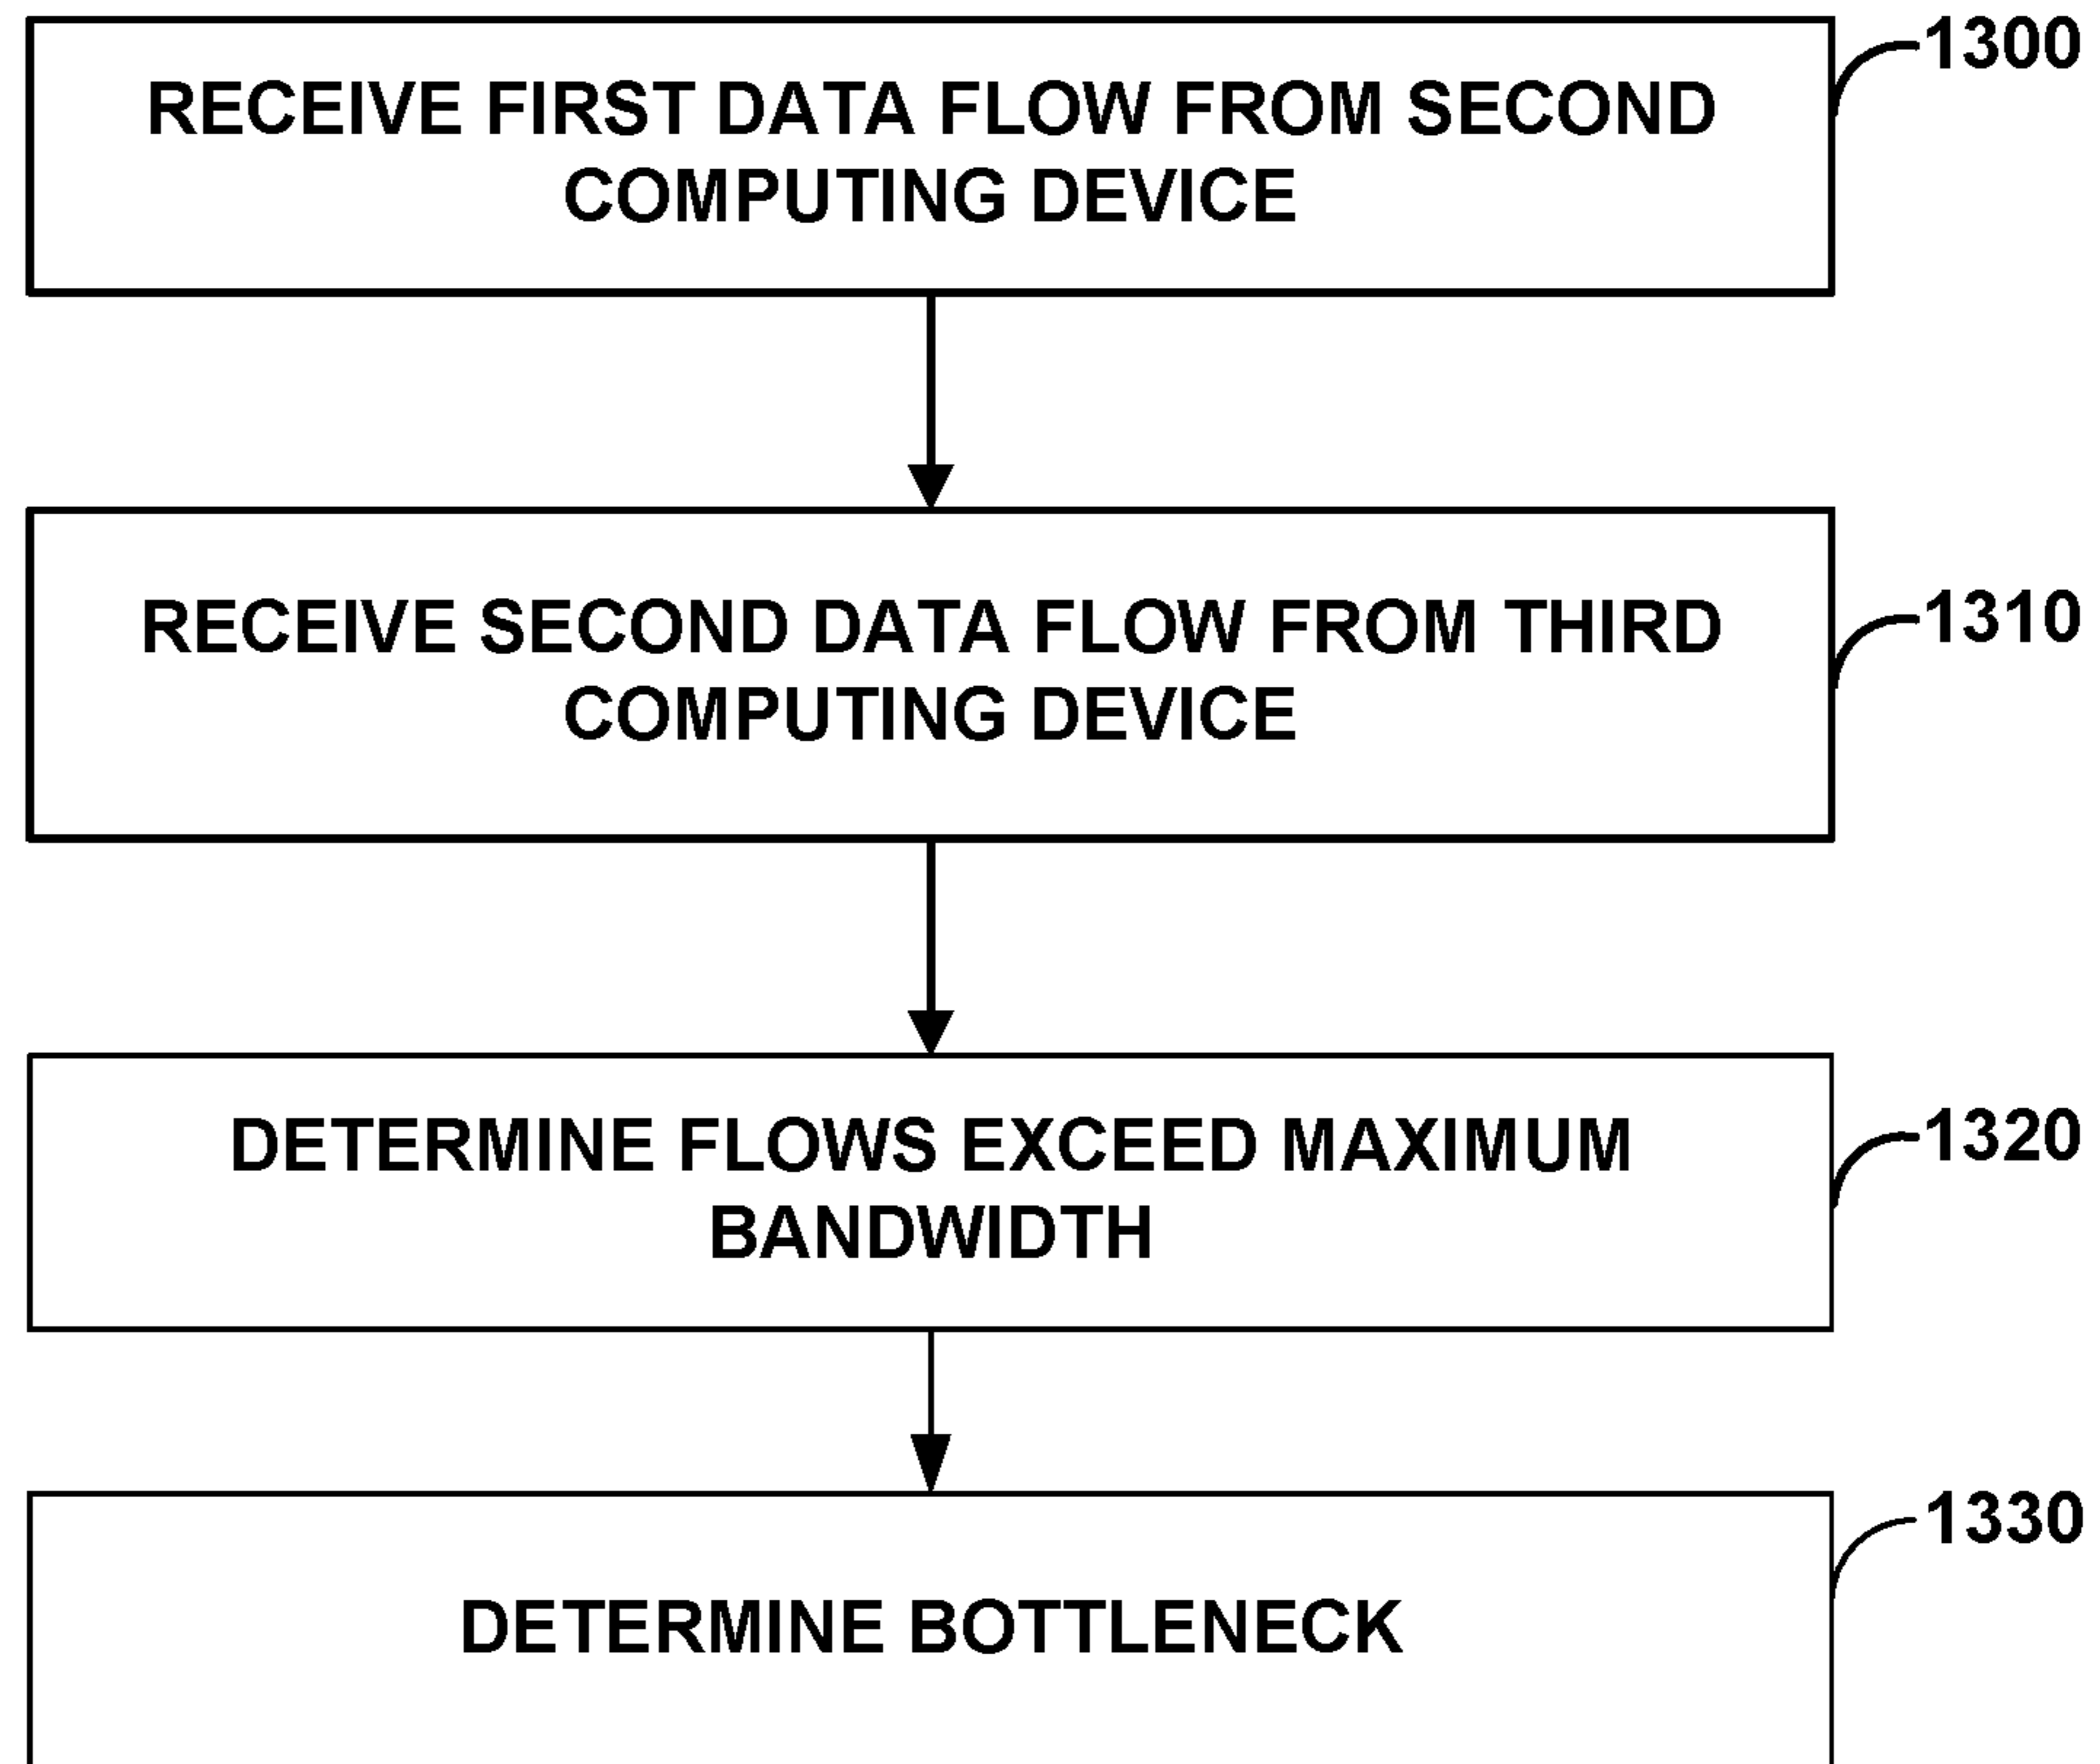 1300
RECEIVE FIRST DATA FLOW FROM SECOND
COMPUTING DEVICE
1310
RECEIVE SECOND DATA FLOW FROM THIRD
COMPUTING DEVICE
1320
DETERMINE FLOWS EXCEED MAXIMUM
BANDWIDTH
1330
DETERMINE BOTTLENECK